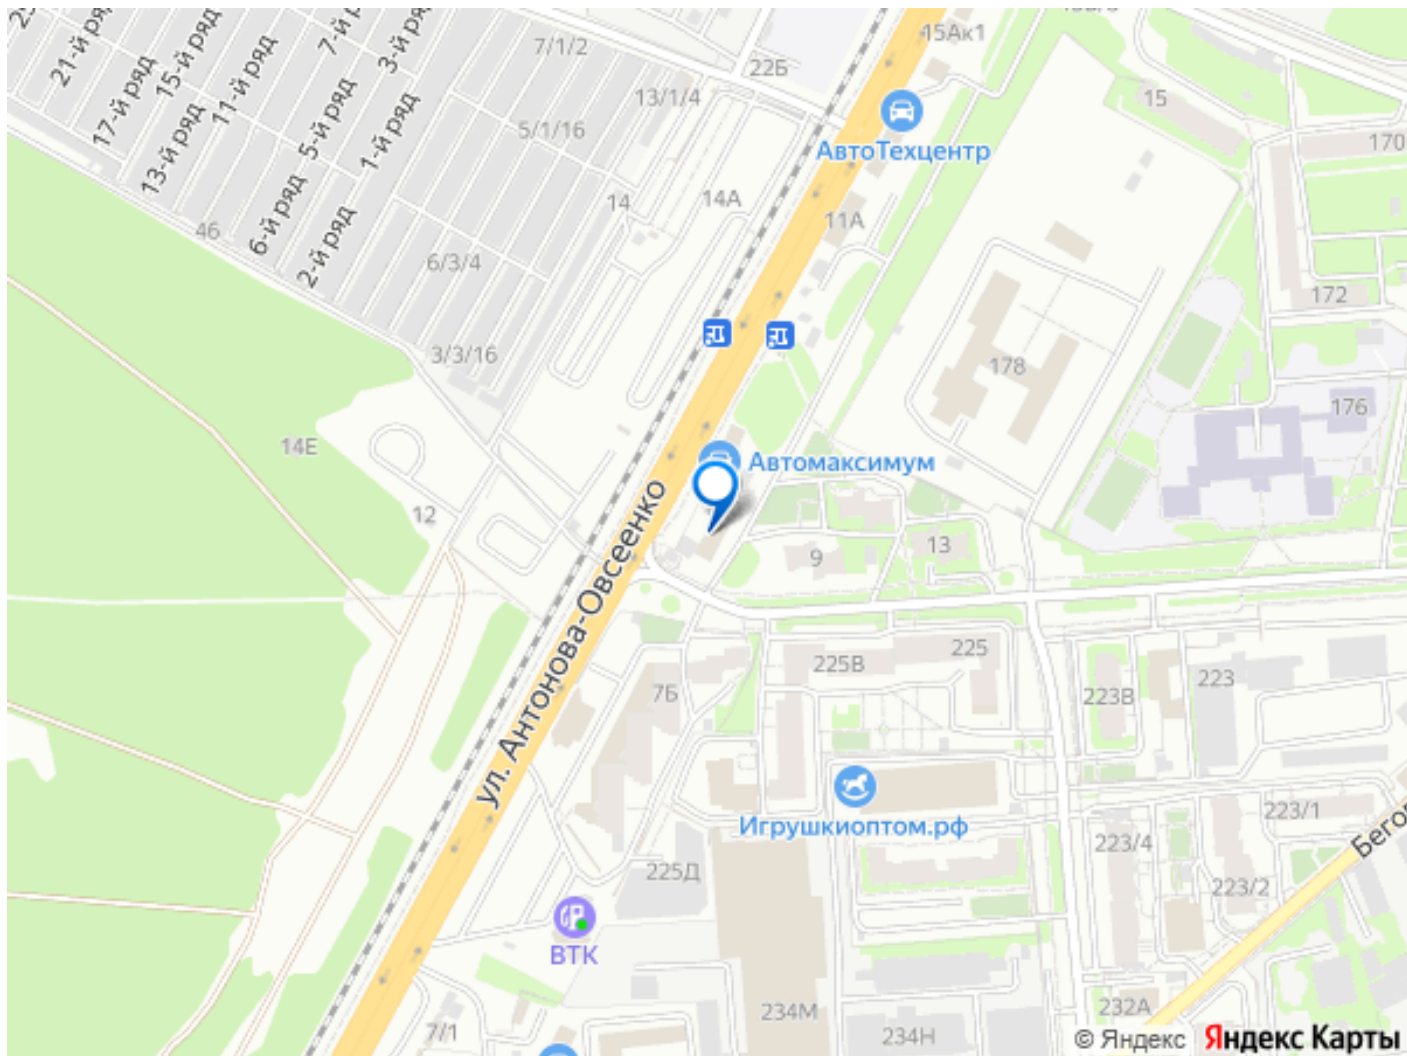 21-й ряд
17-й ряд
15-й ряд
13-й ряд
11-й ряд
7-й р
5-й ряд
3-й ряд
1-й ряд
6-й ряд
2-й ряд
7/1/2
22Б
13/1/4
5/1/16
15Ак1
15
АвтоТехцентр
170
14
14А
11А
46
6/3/4
172
3/3/16
178
176
14Е
Автомаксимум
12
ул. Антонова-Овсеенко
9
13
225В
225
7Б
223В
223
Игрушкиоптом.рф
223/1
Бегов
223/4
225Д
223/2
ВТК
234М
234Н
232А
7/1
© Яндекс
Яндекс Карты